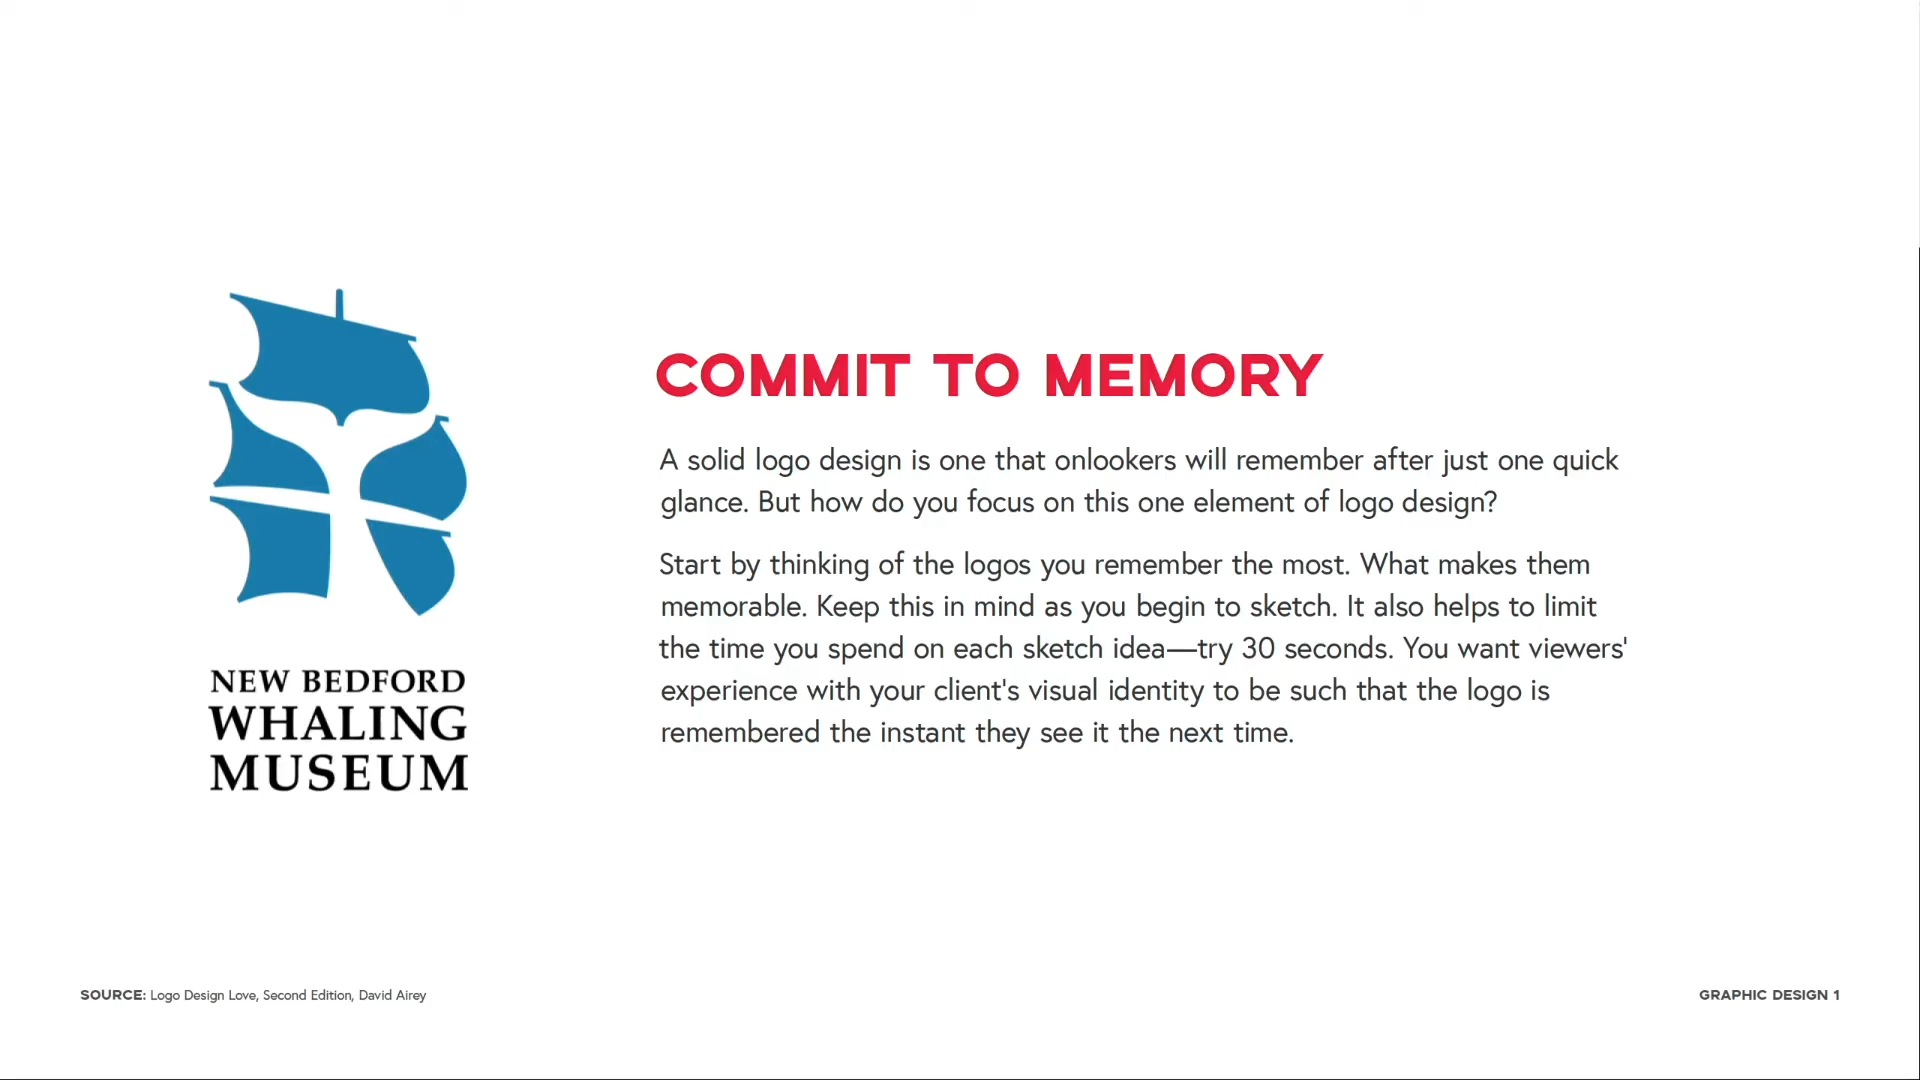 NEW BEDFORD
WHALING
MUSEUM
COMMIT TO MEMORY
A solid logo design is one that onlookers will remember after just one quick
glance. But how do you focus on this one element of logo design?
Start by thinking of the logos you remember the most. What makes them
memorable. Keep this in mind as you begin to sketch. It also helps to limit
the time you spend on each sketch idea—try 30 seconds. You want viewers'
experience with your client's visual identity to be such that the logo is
remembered the instant they see it the next time.
SOURCE: Logo Design Love, Second Edition, David Airey
GRAPHIC DESIGN 1